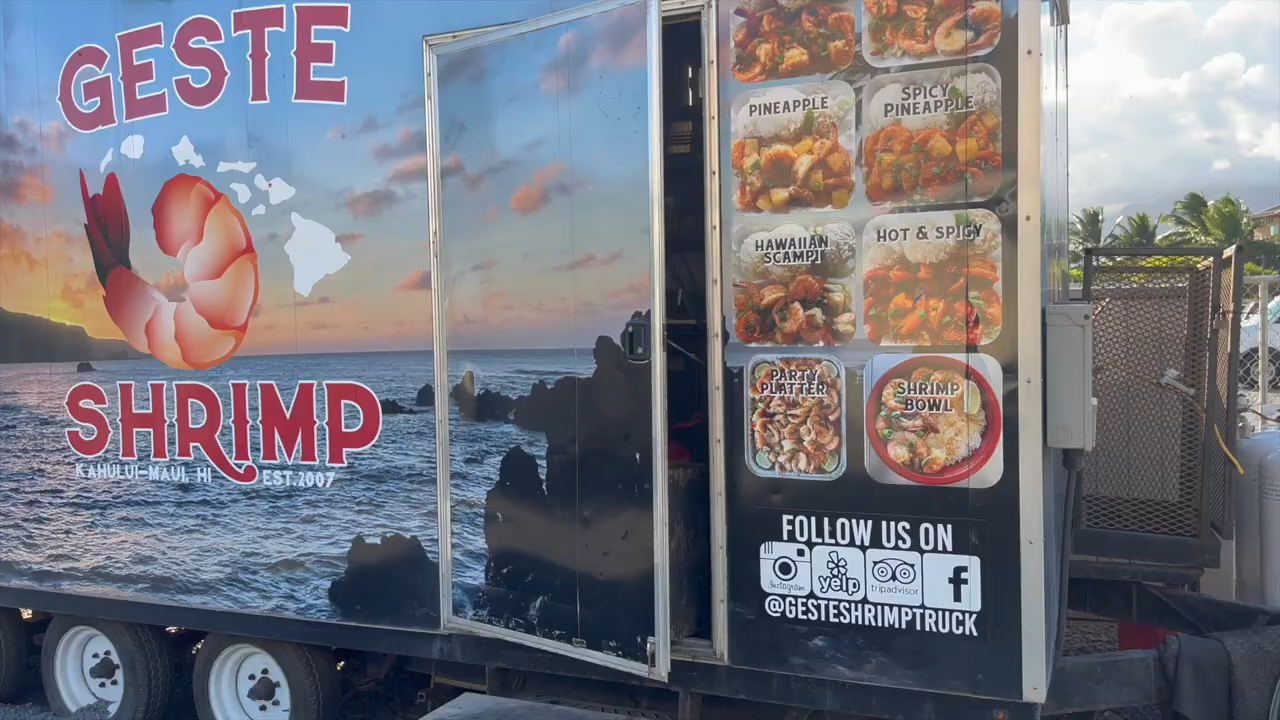 GESTE
SHRIMP
KAHULUI-MAUI, HI
EST.2007
PINEAPPLE
SPICY
PINEAPPLE
HAWAIIAN
SCAMPI
HOT & SPICY
PARTY
PLATTER
SHRIMP
BOWL
FOLLOW US ON
Instagram
yelp
tripadvisor
f
@GESTESHRIMPTRUCK